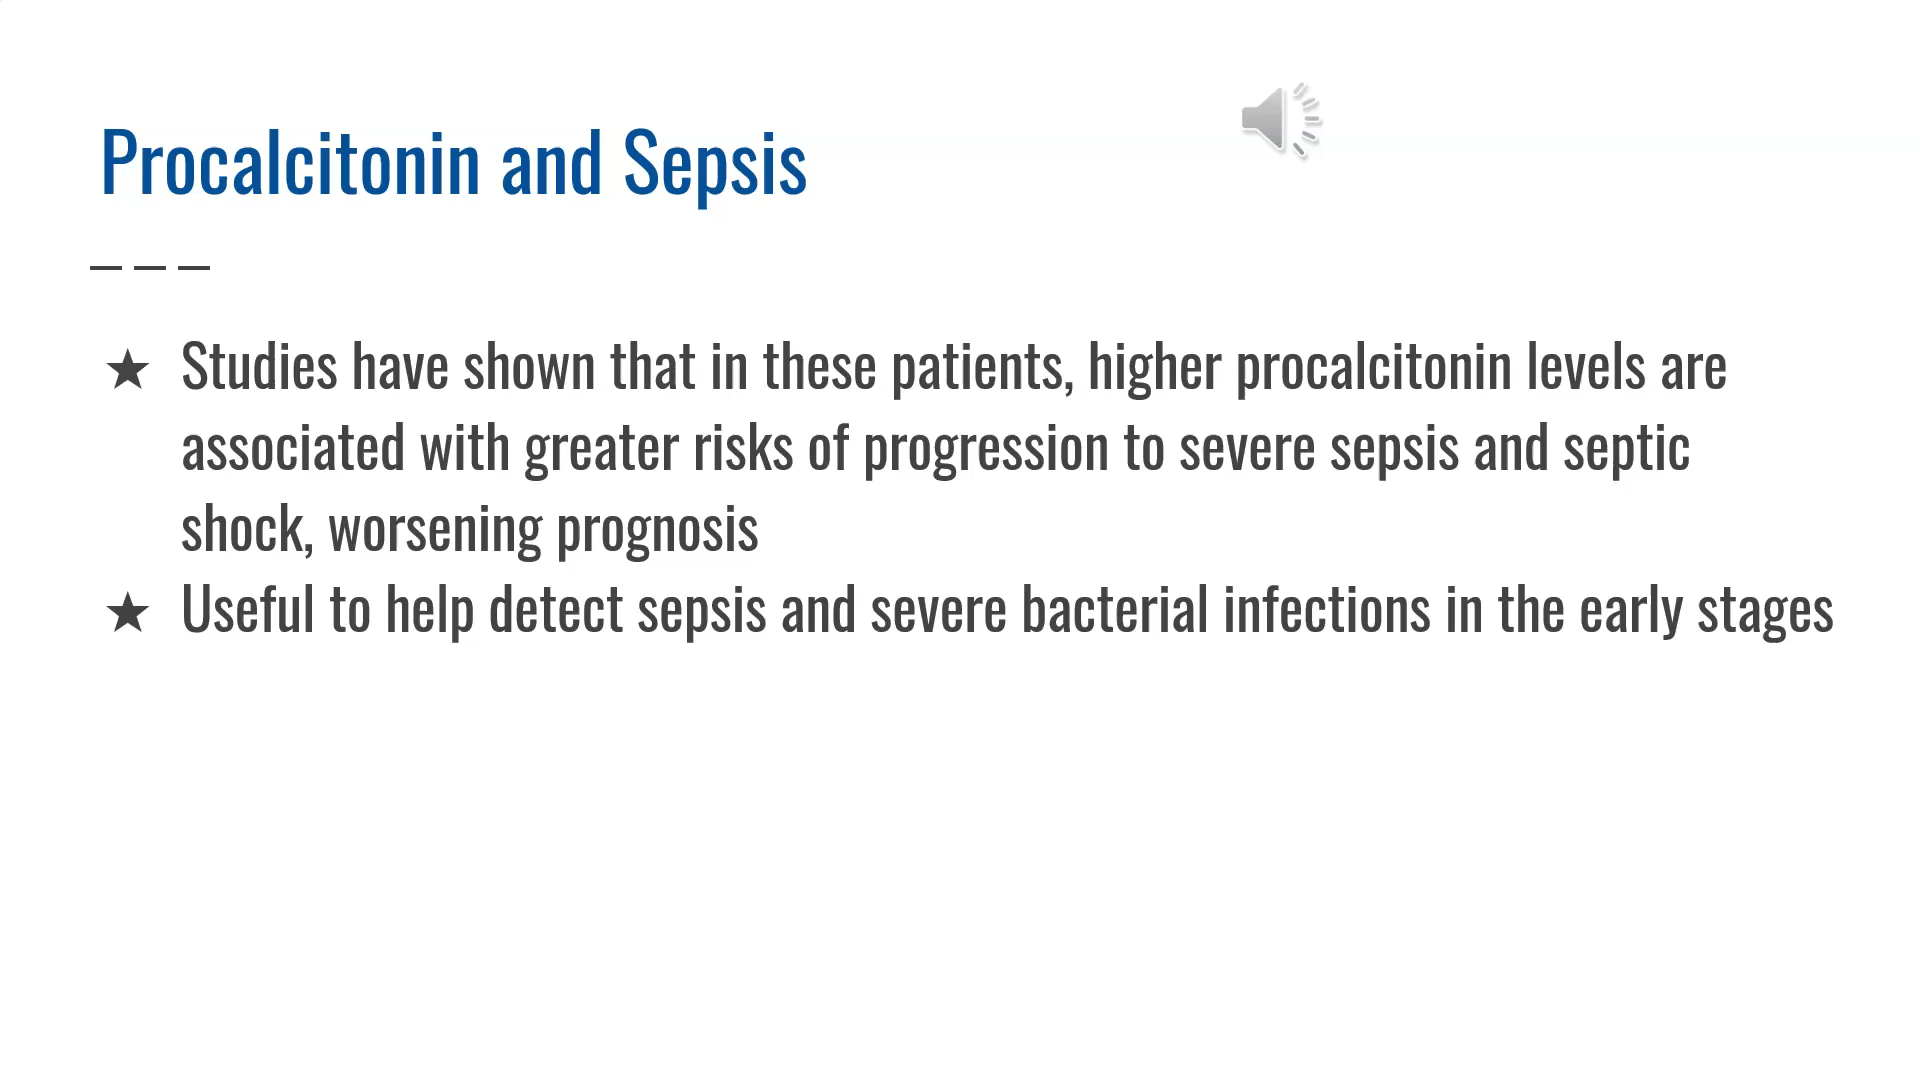 Procalcitonin and Sepsis
★ Studies have shown that in these patients, higher procalcitonin levels are
associated with greater risks of progression to severe sepsis and septic
shock, worsening prognosis
★ Useful to help detect sepsis and severe bacterial infections in the early stages